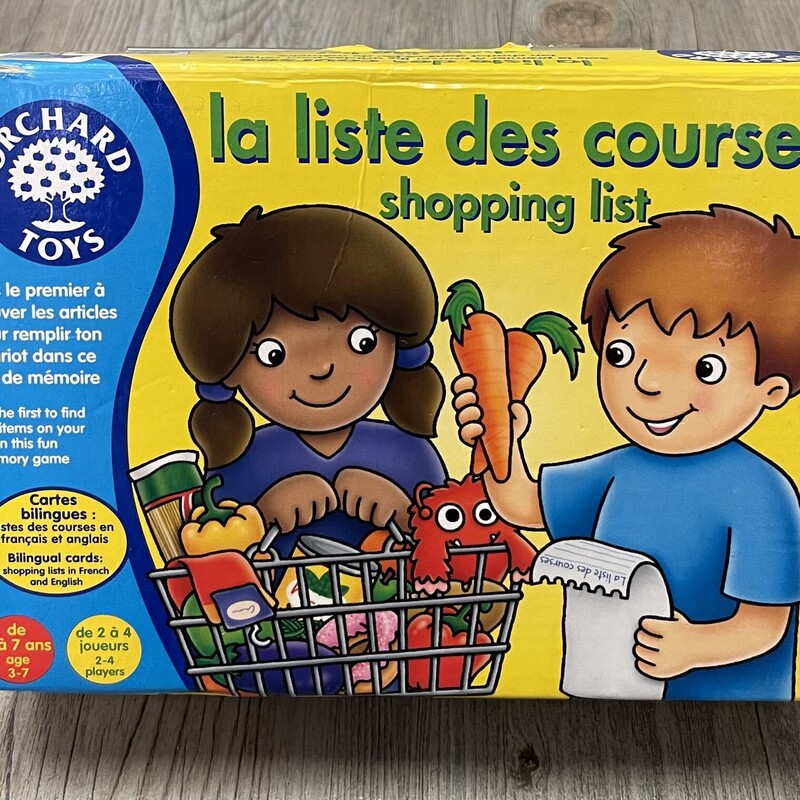 la liste des course
shopping list
ORCHARD
TOYS
le premier à
ver les articles
r remplir ton
riot dans ce
de mémoire
he first to find
items on your
n this fun
mory game
Cartes
bilingues :
stes des courses en
français et anglais
Bilingual cards:
shopping lists in French
and English
de
à 7 ans
age
3-7
de 2 à 4
joueurs
2-4
players
La liste des courses